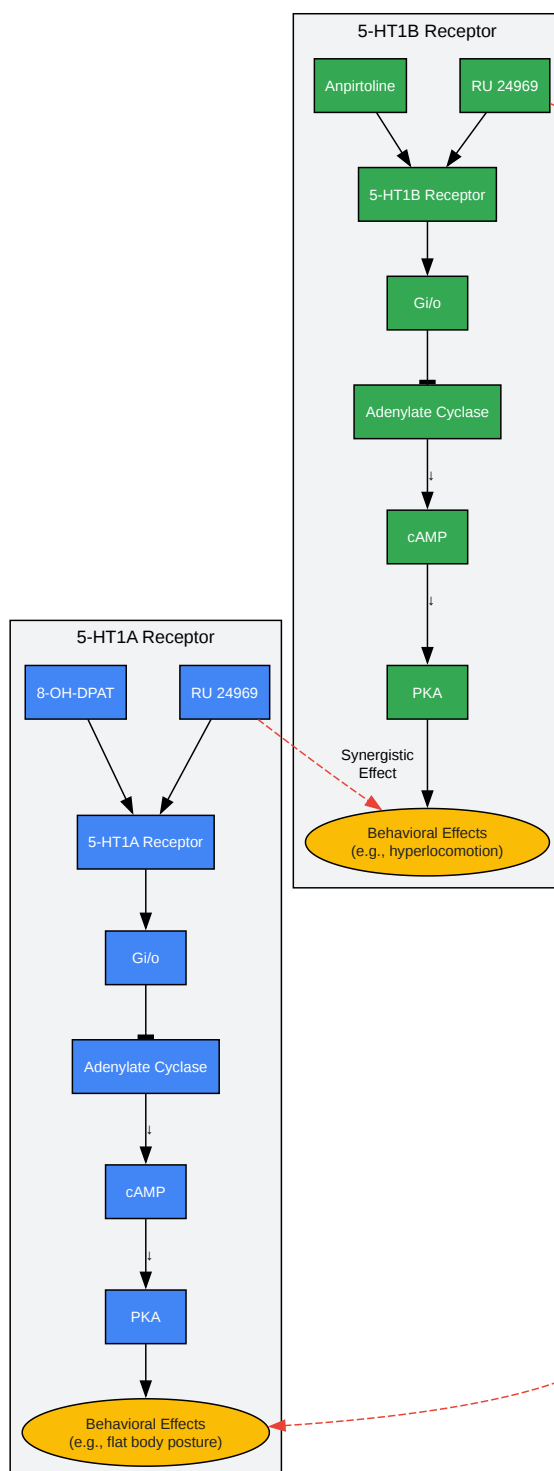 5-HT1B Receptor
Anpirtoline
RU 24969
5-HT1B Receptor
Gi/o
Adenylate Cyclase
↓
cAMP
↓
PKA
Synergistic
Effect
Behavioral Effects
(e.g., hyperlocomotion)
5-HT1A Receptor
8-OH-DPAT
RU 24969
5-HT1A Receptor
Gi/o
Adenylate Cyclase
↓
cAMP
↓
PKA
Behavioral Effects
(e.g., flat body posture)